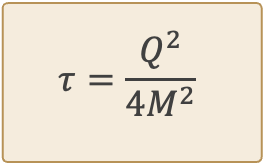 τ = Q² / 4M²